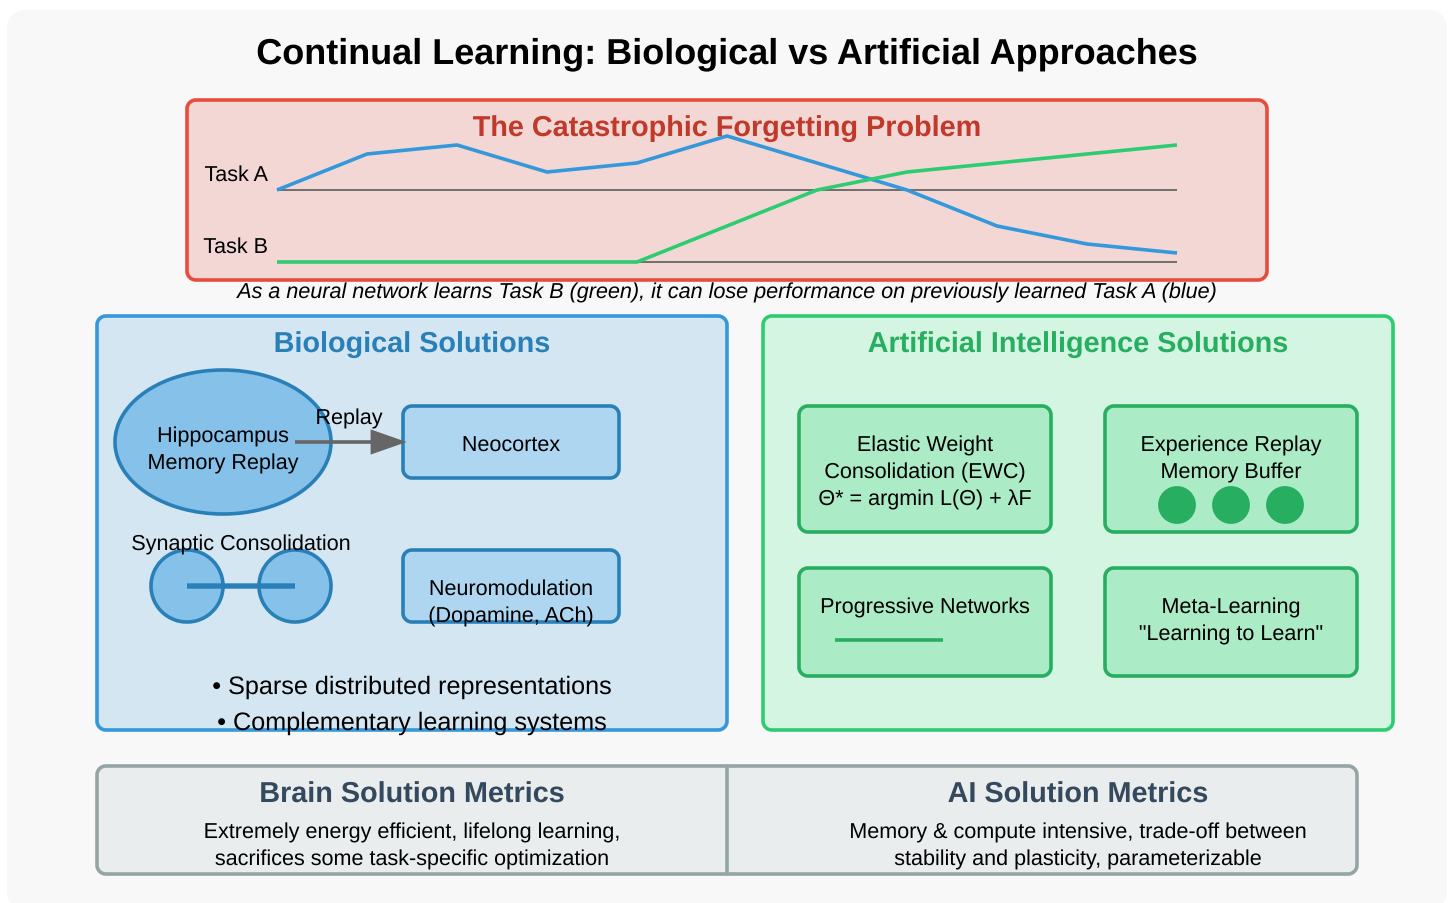 Continual Learning: Biological vs Artificial Approaches
The Catastrophic Forgetting Problem
Task A
Task B
As a neural network learns Task B (green), it can lose performance on previously learned Task A (blue)
Biological Solutions
Hippocampus
Memory Replay
Replay
Neocortex
Synaptic Consolidation
Neuromodulation
(Dopamine, ACh)
• Sparse distributed representations
• Complementary learning systems
Artificial Intelligence Solutions
Elastic Weight
Consolidation (EWC)
Θ* = argmin L(Θ) + λF
Experience Replay
Memory Buffer
Progressive Networks
Meta-Learning
"Learning to Learn"
Brain Solution Metrics
Extremely energy efficient, lifelong learning,
sacrifices some task-specific optimization
AI Solution Metrics
Memory & compute intensive, trade-off between
stability and plasticity, parameterizable